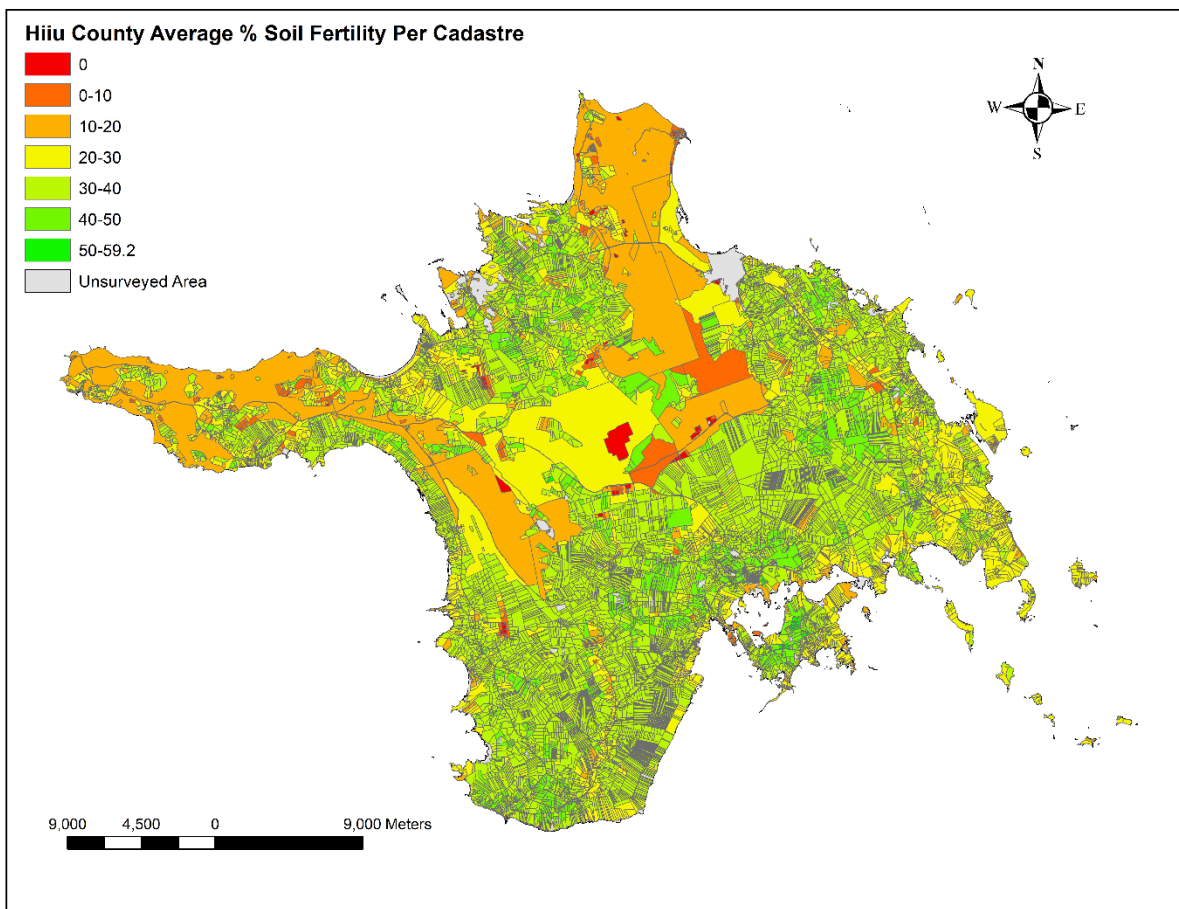 Hiiu County Average % Soil Fertility Per Cadastre
0
0-10
10-20
20-30
30-40
40-50
50-59.2
Unsurveyed Area
N
W E
S
9,000 4,500 0 9,000 Meters